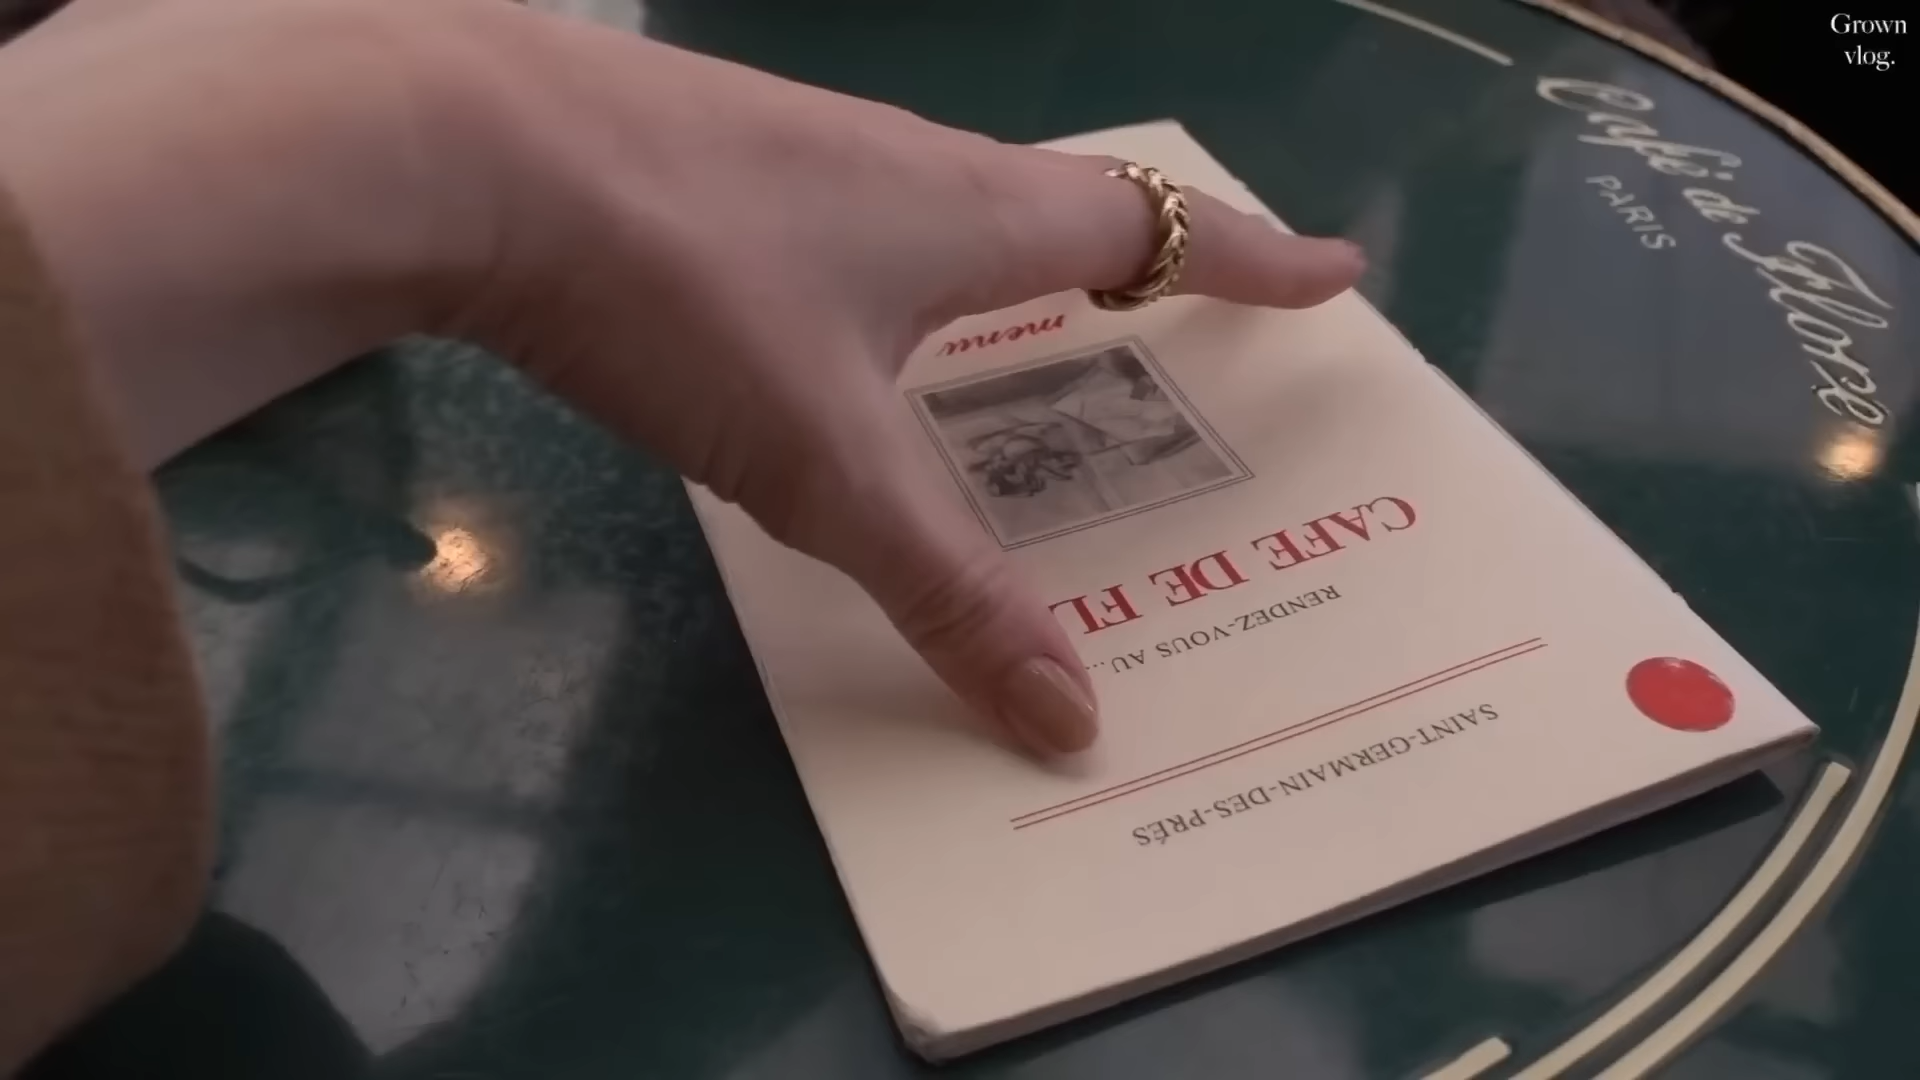 Grown
vlog.
Café de Flore
PARIS
SAINT-GERMAIN-DES-PRÉS
RENDEZ-VOUS AU...
CAFE DE FL
menu